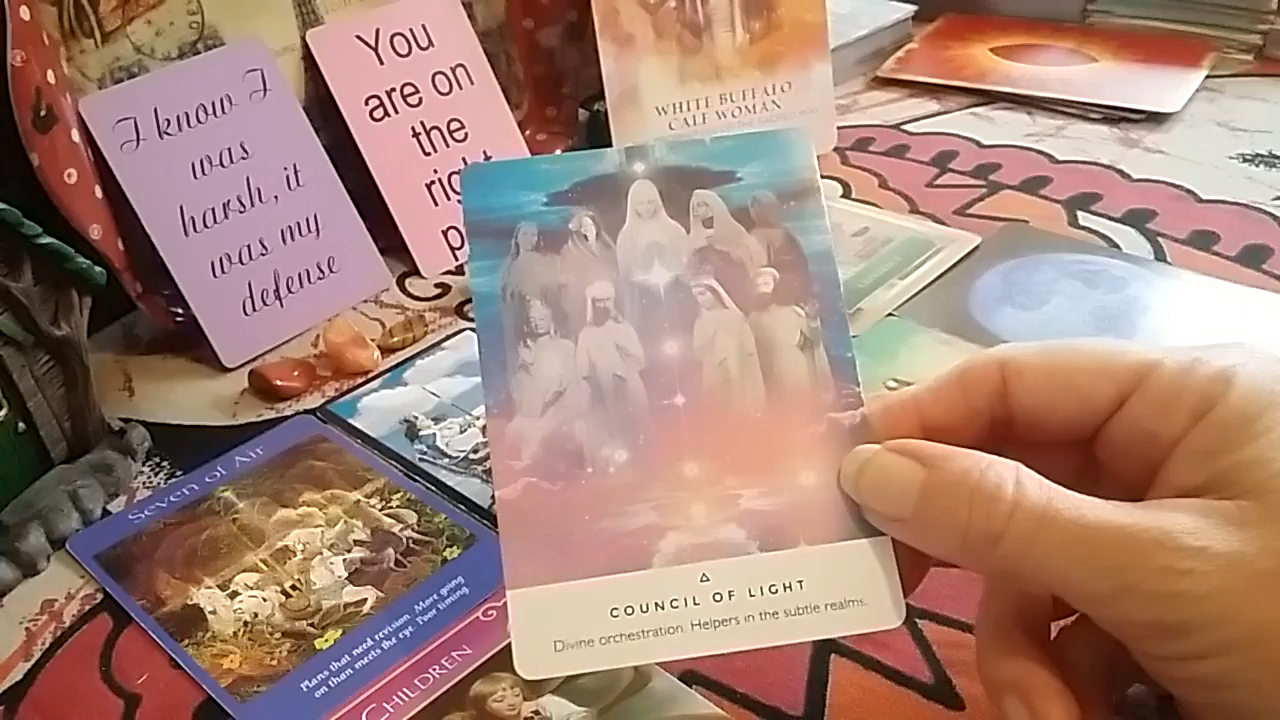 I know I
was
harsh, it
was my
defense
You
are on
the
WHITE BUFFALO
CALF WOMAN
COUNCIL OF LIGHT
Divine orchestration. Helpers in the subtle realms.
Seven of Air
Plans that need revision. More going
on than meets the eye. Poor timing.
CHILDREN